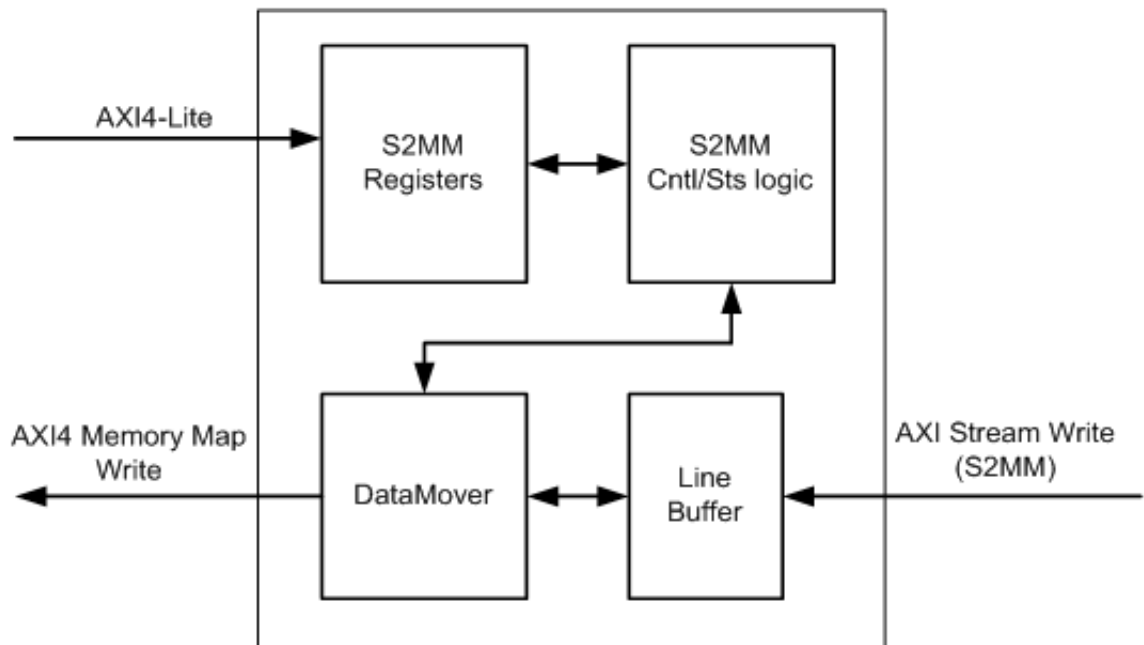 AXI4-Lite
S2MM
Registers
S2MM
Cntl/Sts logic
AXI4 Memory Map
Write
DataMover
Line
Buffer
AXI Stream Write
(S2MM)